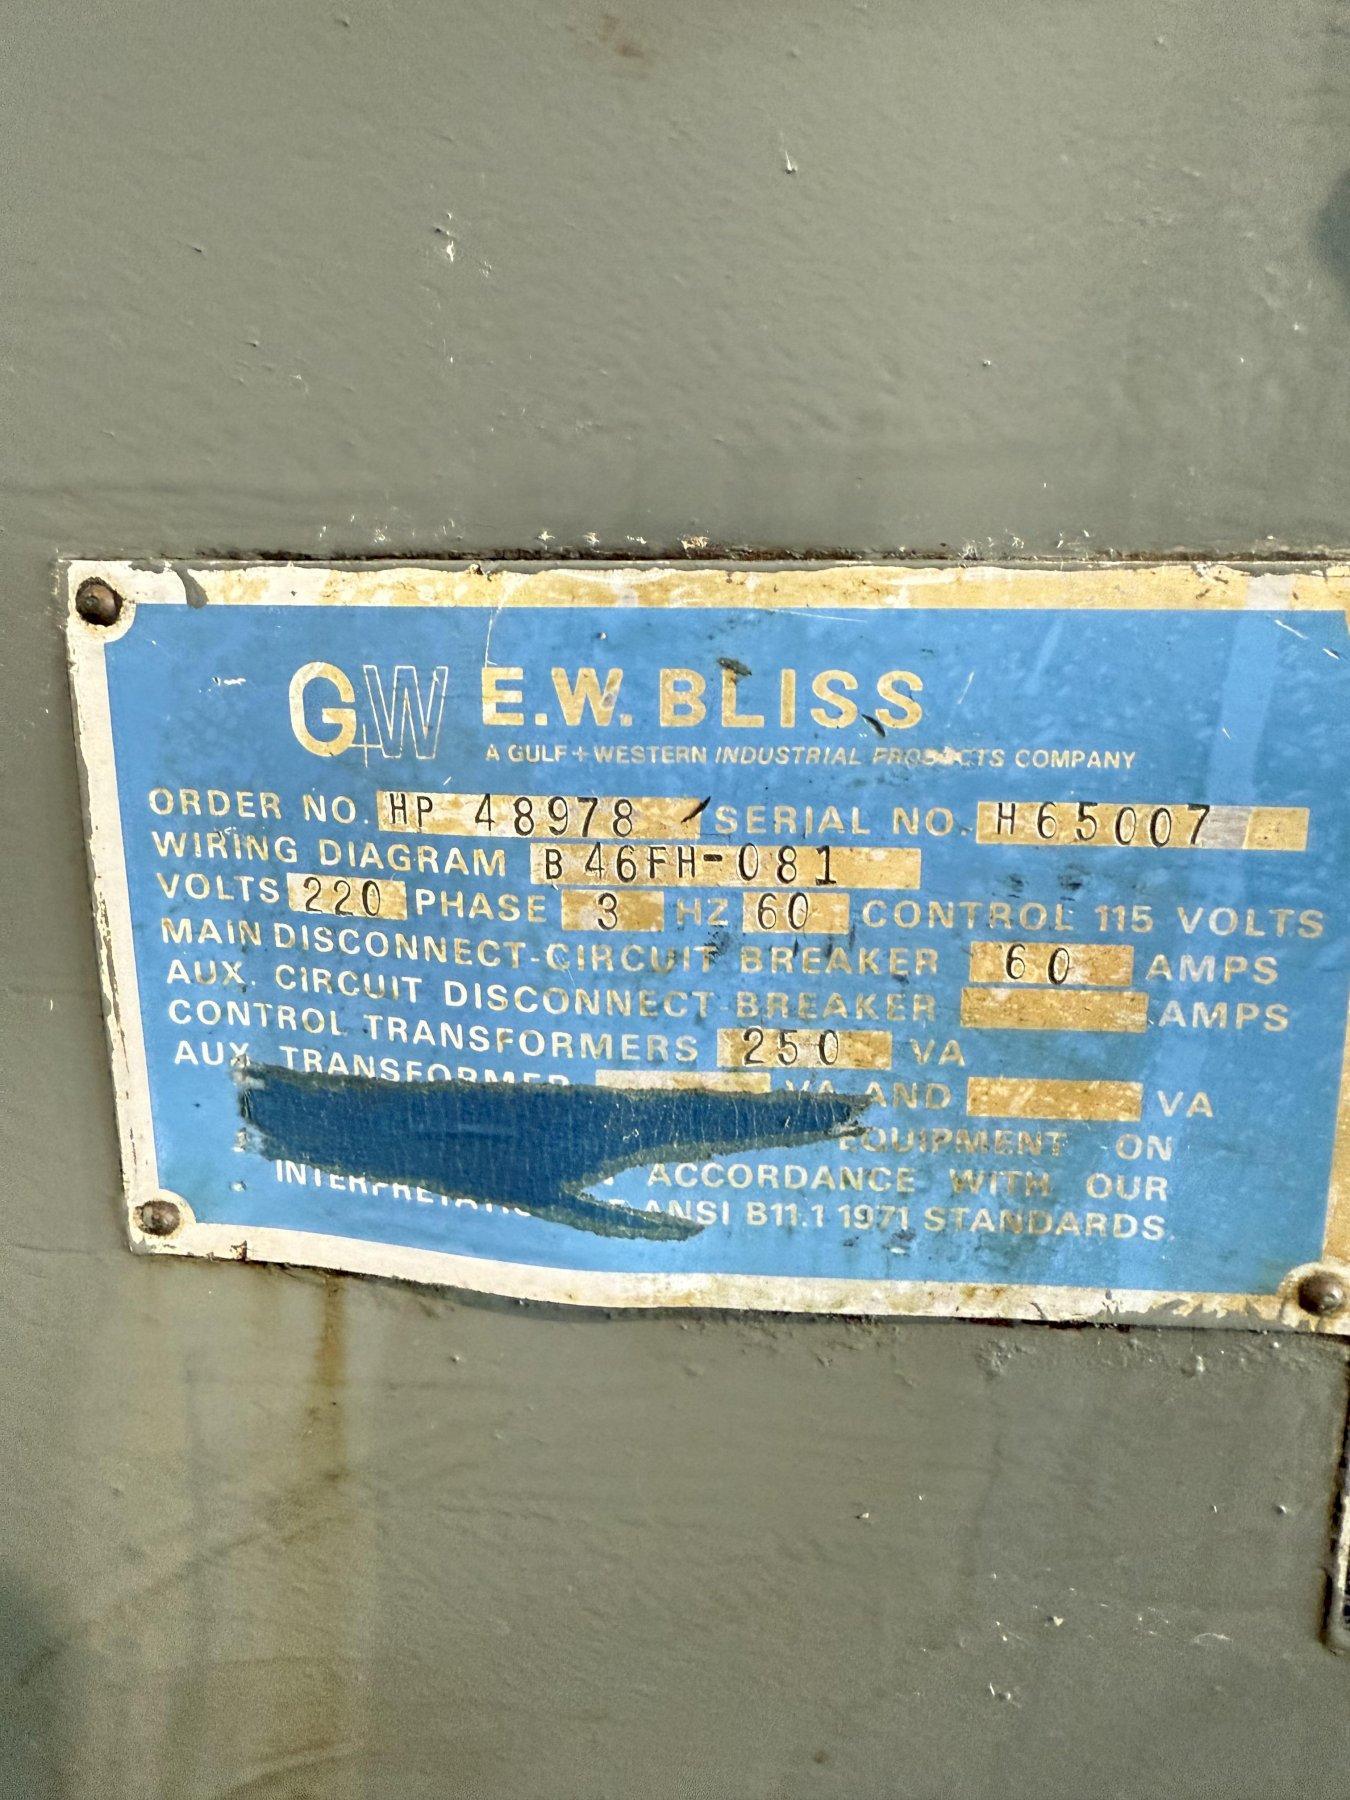 G+W E.W. BLISS
A GULF + WESTERN INDUSTRIAL PRODUCTS COMPANY
ORDER NO. HP 48978 SERIAL NO. H65007
WIRING DIAGRAM B 46FH-081
VOLTS 220 PHASE 3 HZ 60 CONTROL 115 VOLTS
MAIN DISCONNECT-CIRCUIT BREAKER 60 AMPS
AUX. CIRCUIT DISCONNECT BREAKER AMPS
CONTROL TRANSFORMERS 250 VA
AUX. TRANSFORMER VA AND VA
EQUIPMENT ON
ACCORDANCE WITH OUR
ANSI B11.1 1971 STANDARDS.